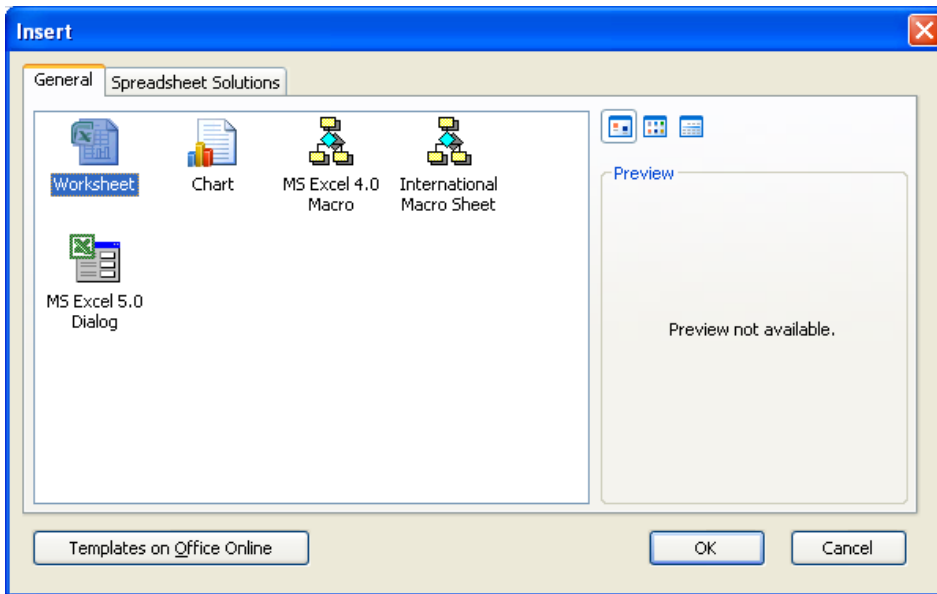 Insert
General
Spreadsheet Solutions
Worksheet
Chart
MS Excel 4.0
Macro
International
Macro Sheet
MS Excel 5.0
Dialog
Preview
Preview not available.
Templates on Office Online
OK
Cancel